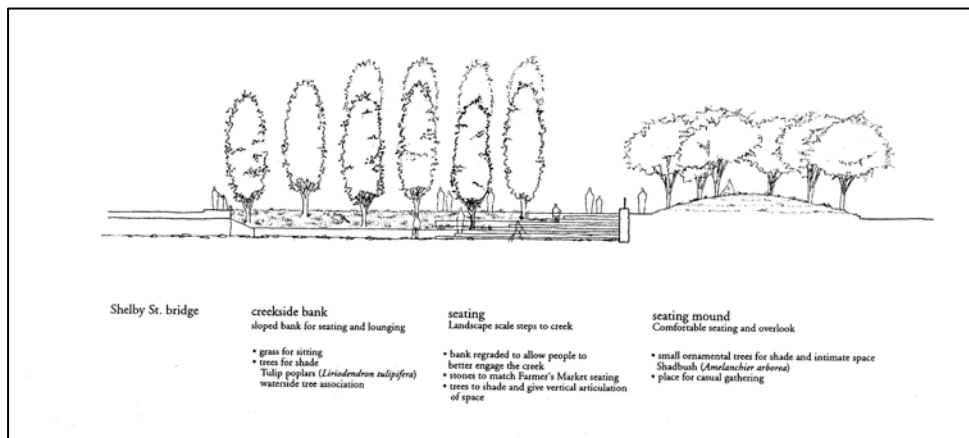 Shelby St. bridge
creekside bank
sloped bank for seating and lounging
• grass for sitting
• trees for shade
Tulip poplars (Liriodendron tulipifera)
waterside tree association
seating
Landscape scale steps to creek
• bank regraded to allow people to
better engage the creek
• stones to match Farmer's Market seating
• trees to shade and give vertical articulation
of space
seating mound
Comfortable seating and overlook
• small ornamental trees for shade and intimate space
Shadbush (Amelanchier arborea)
• place for casual gathering